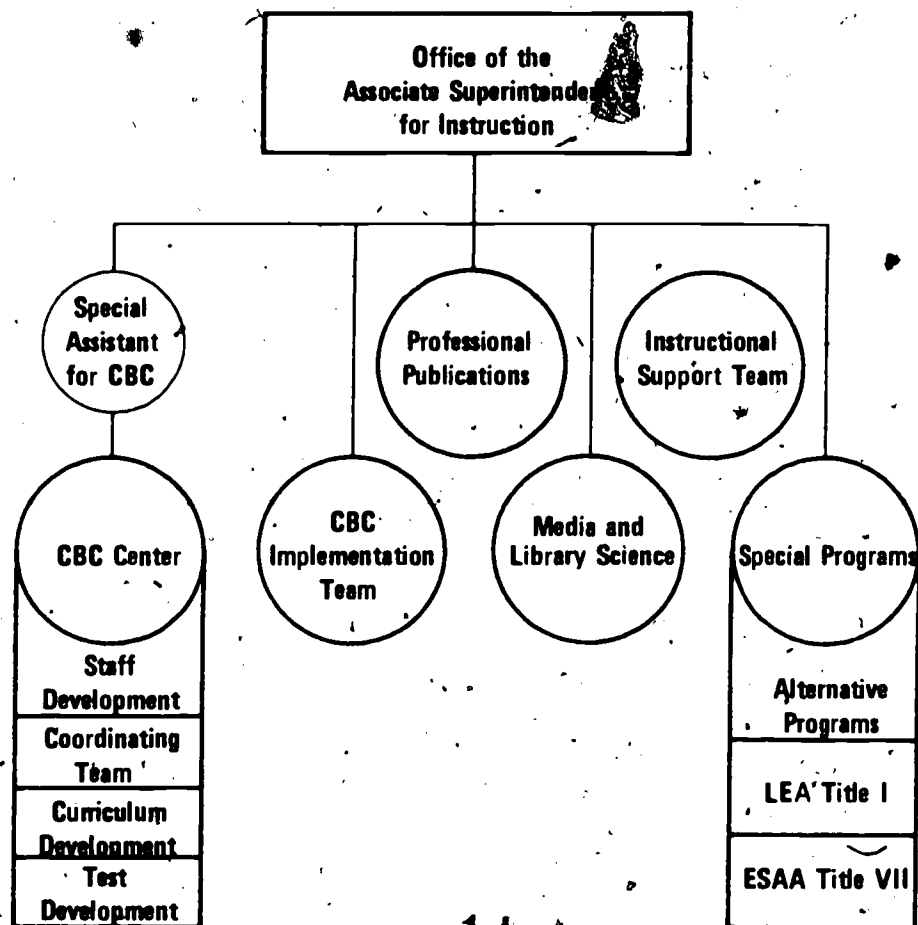 Office of the
Associate Superintendent
for Instruction
Special
Assistant
for CBC
Professional
Publications
Instructional
Support Team
CBC Center
CBC
Implementation
Team
Media and
Library Science
Special Programs
Staff
Development
Coordinating
Team
Curriculum
Development
Test
Development
Alternative
Programs
LEA Title I
ESAA Title VII